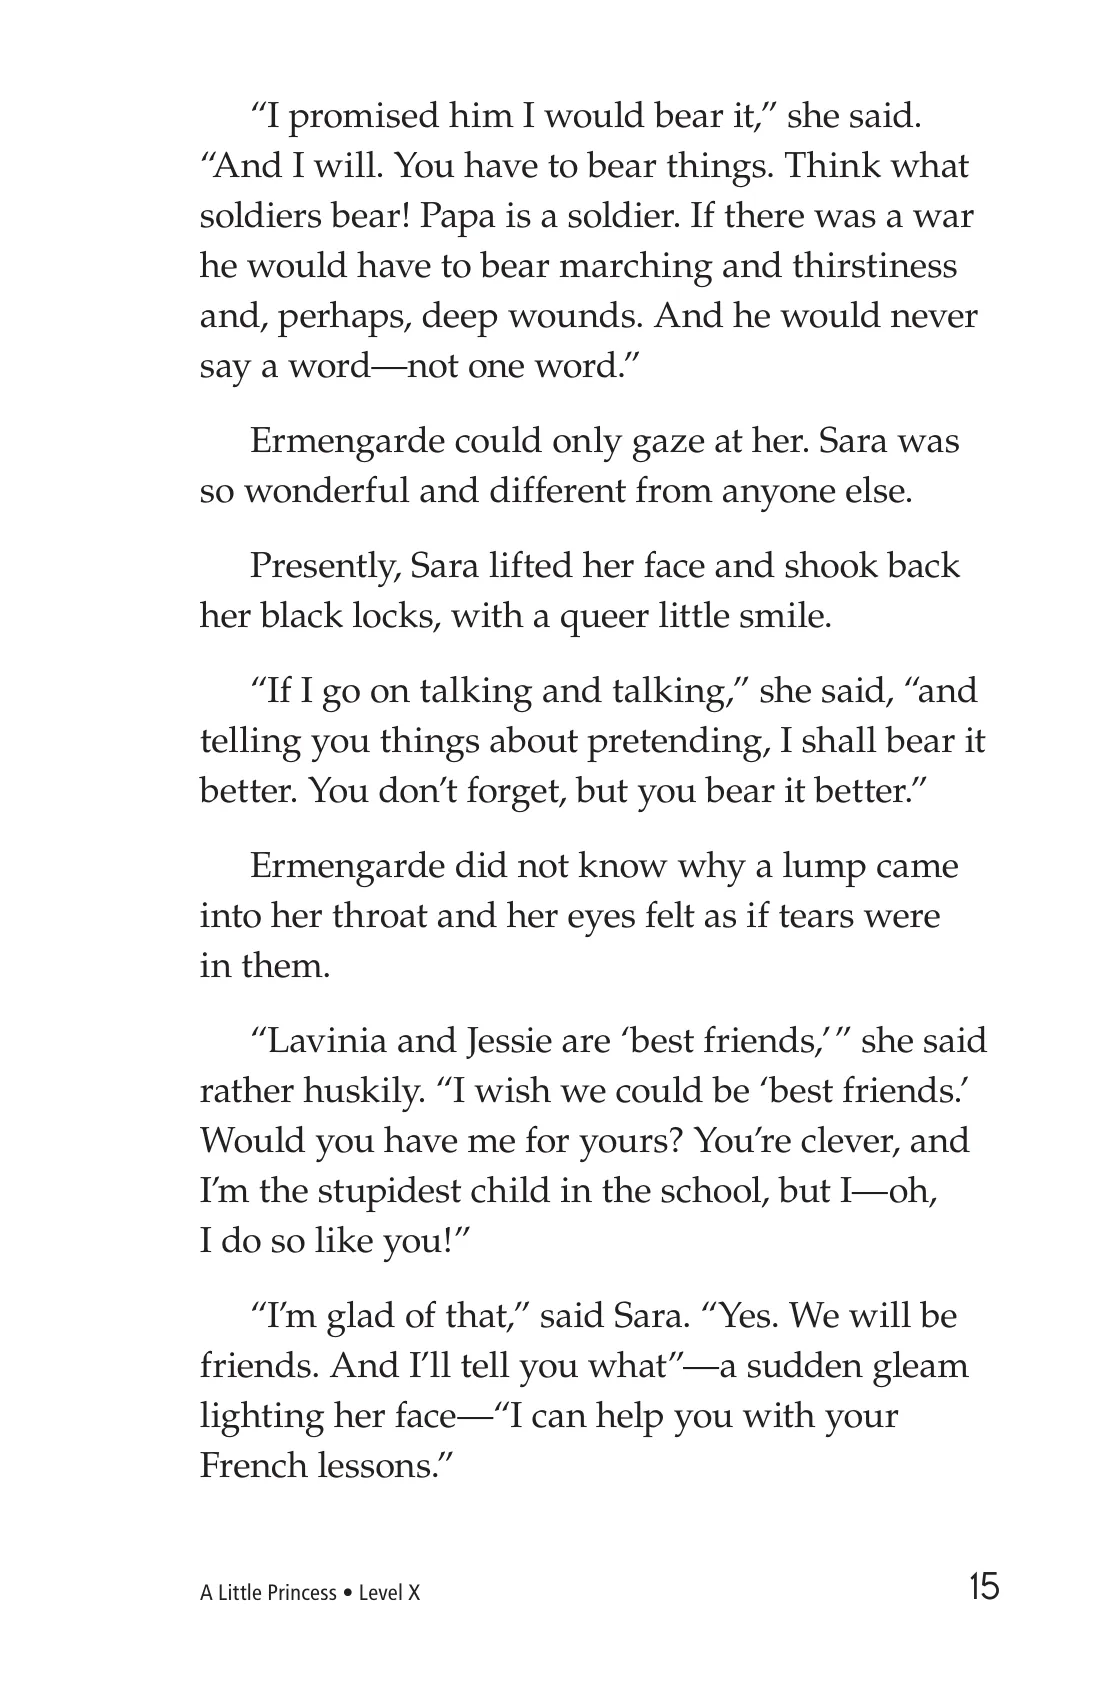 “I promised him I would bear it,” she said.
“And I will. You have to bear things. Think what
soldiers bear! Papa is a soldier. If there was a war
he would have to bear marching and thirstiness
and, perhaps, deep wounds. And he would never
say a word—not one word.”
Ermengarde could only gaze at her. Sara was
so wonderful and different from anyone else.
Presently, Sara lifted her face and shook back
her black locks, with a queer little smile.
“If I go on talking and talking,” she said, “and
telling you things about pretending, I shall bear it
better. You don’t forget, but you bear it better.”
Ermengarde did not know why a lump came
into her throat and her eyes felt as if tears were
in them.
“Lavinia and Jessie are ‘best friends,’” she said
rather huskily. “I wish we could be ‘best friends.’
Would you have me for yours? You’re clever, and
I’m the stupidest child in the school, but I—oh,
I do so like you!”
“I’m glad of that,” said Sara. “Yes. We will be
friends. And I’ll tell you what”—a sudden gleam
lighting her face—“I can help you with your
French lessons.”
A Little Princess • Level X 15